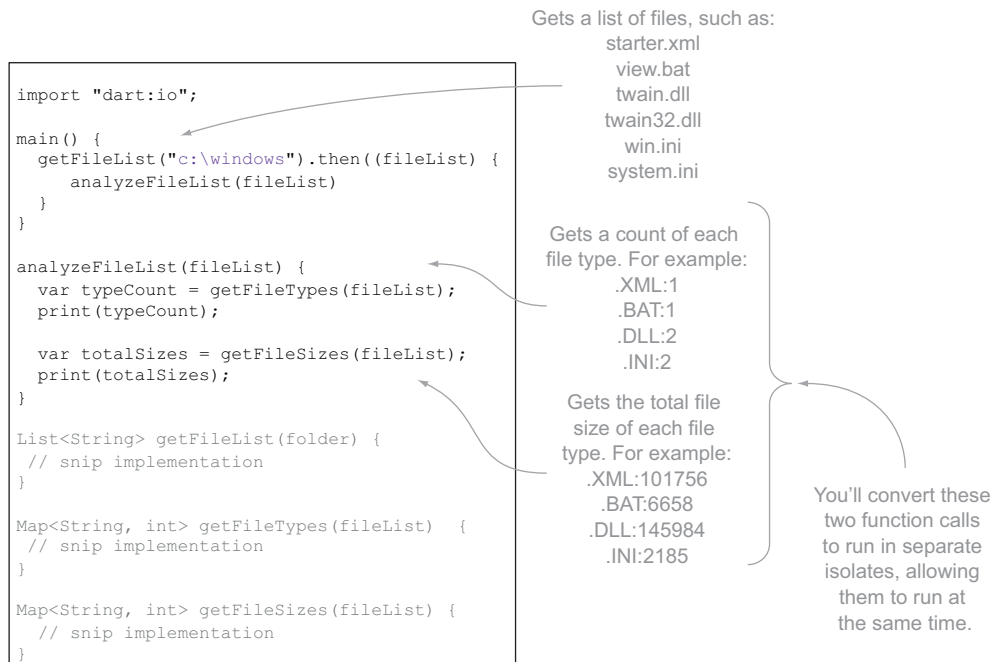 import "dart:io";
main() {
getFileList("c:\windows").then((fileList) {
analyzeFileList(fileList)
}
}
analyzeFileList(fileList) {
var typeCount = getFileTypes(fileList);
print(typeCount);
var totalSizes = getFileSizes(fileList);
print(totalSizes);
}
List<String> getFileList(folder) {
// snip implementation
}
Map<String, int> getFileTypes(fileList)  {
// snip implementation
}
Map<String, int> getFileSizes(fileList) {
// snip implementation
}
Gets a list of files, such as:
starter.xml
view.bat
twain.dll
twain32.dll
win.ini
system.ini
Gets a count of each
file type. For example:
.XML:1
.BAT:1
.DLL:2
.INI:2
Gets the total file
size of each file
type. For example:
.XML:101756
.BAT:6658
.DLL:145984
.INI:2185
You’ll convert these
two function calls
to run in separate
isolates, allowing
them to run at
the same time.